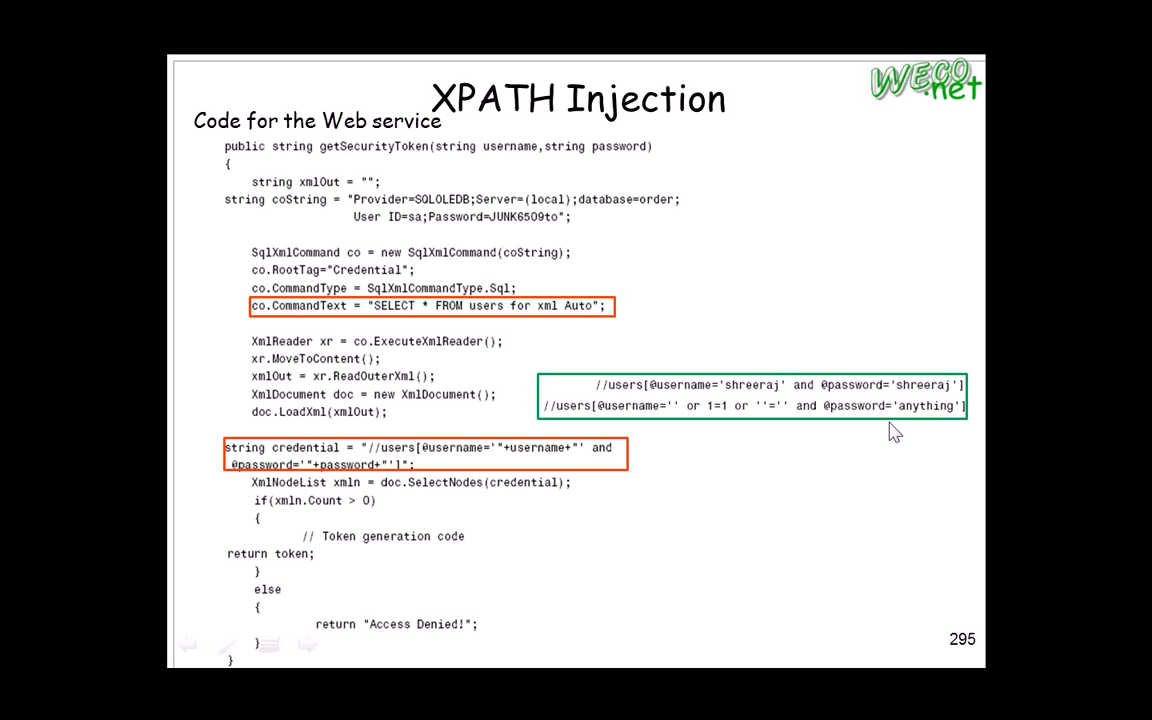 XPATH Injection
WECO
.net
Code for the Web service
public string getSecurityToken(string username,string password)
{
string xmlOut = "";
string coString = "Provider=SQLOLEDB;Server=(local);database=order;
User ID=sa;Password=JUNK6509to";
SqlXmlCommand co = new SqlXmlCommand(coString);
co.RootTag="Credential";
co.CommandType = SqlXmlCommandType.Sql;
co.CommandText = "SELECT * FROM users for xml Auto";
XmlReader xr = co.ExecuteXmlReader();
xr.MoveToContent();
xmlOut = xr.ReadOuterXml();
XmlDocument doc = new XmlDocument();
doc.LoadXml(xmlOut);
//users[@username='shreeraj' and @password='shreeraj']
//users[@username='' or 1=1 or ''='' and @password='anything']
string credential = "//users[@username='"+username+"' and
@password='"+password+"']";
XmlNodeList xmln = doc.SelectNodes(credential);
if(xmln.Count > 0)
{
// Token generation code
return token;
}
else
{
return "Access Denied!";
}
}
295